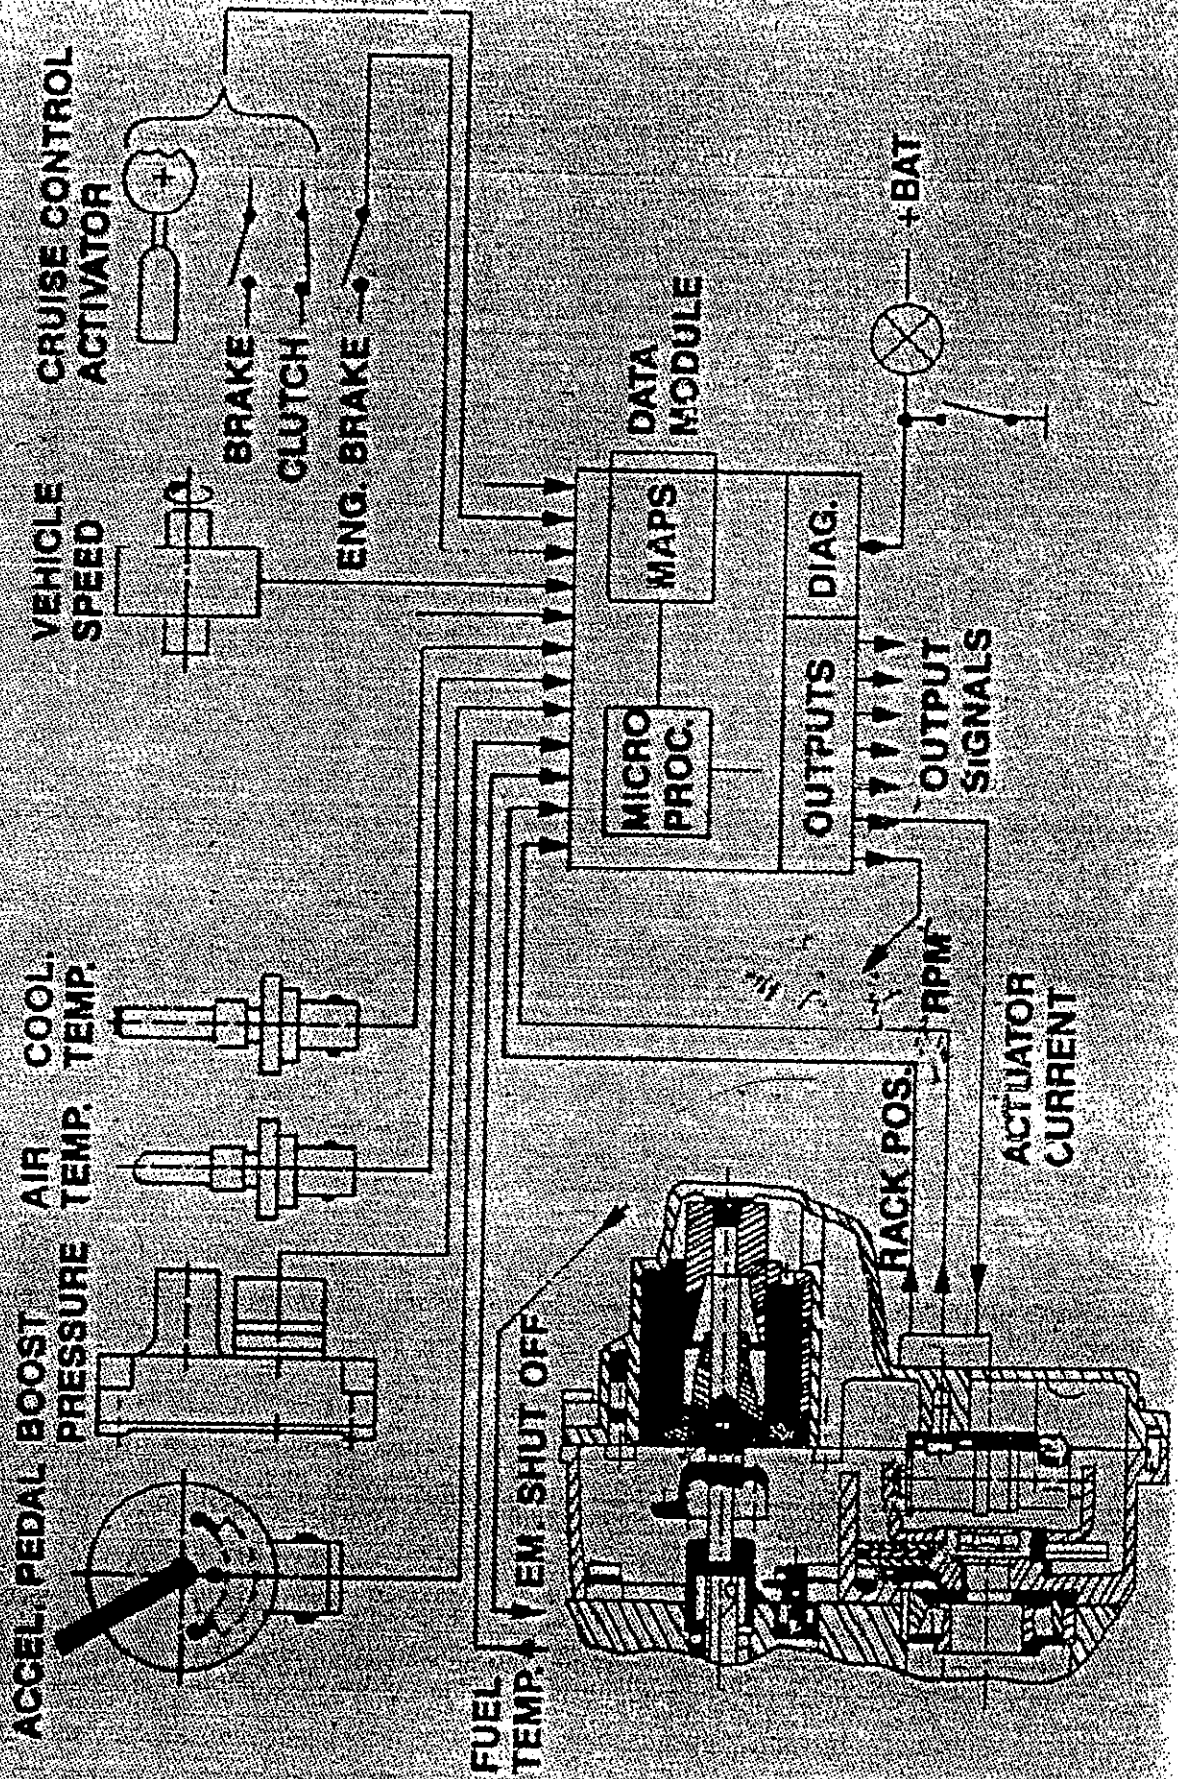 ACCEL. PEDAL
BOOST
PRESSURE
AIR
TEMP.
COOL.
TEMP.
VEHICLE
SPEED
CRUISE CONTROL
ACTIVATOR
BRAKE
CLUTCH
ENG. BRAKE
FUEL
TEMP.
EM. SHUT OFF
MICRO
PROC.
MAPS
DATA
MODULE
OUTPUTS
DIAG.
OUTPUT
SIGNALS
+BAT
RACK POS.
RPM
ACTUATOR
CURRENT